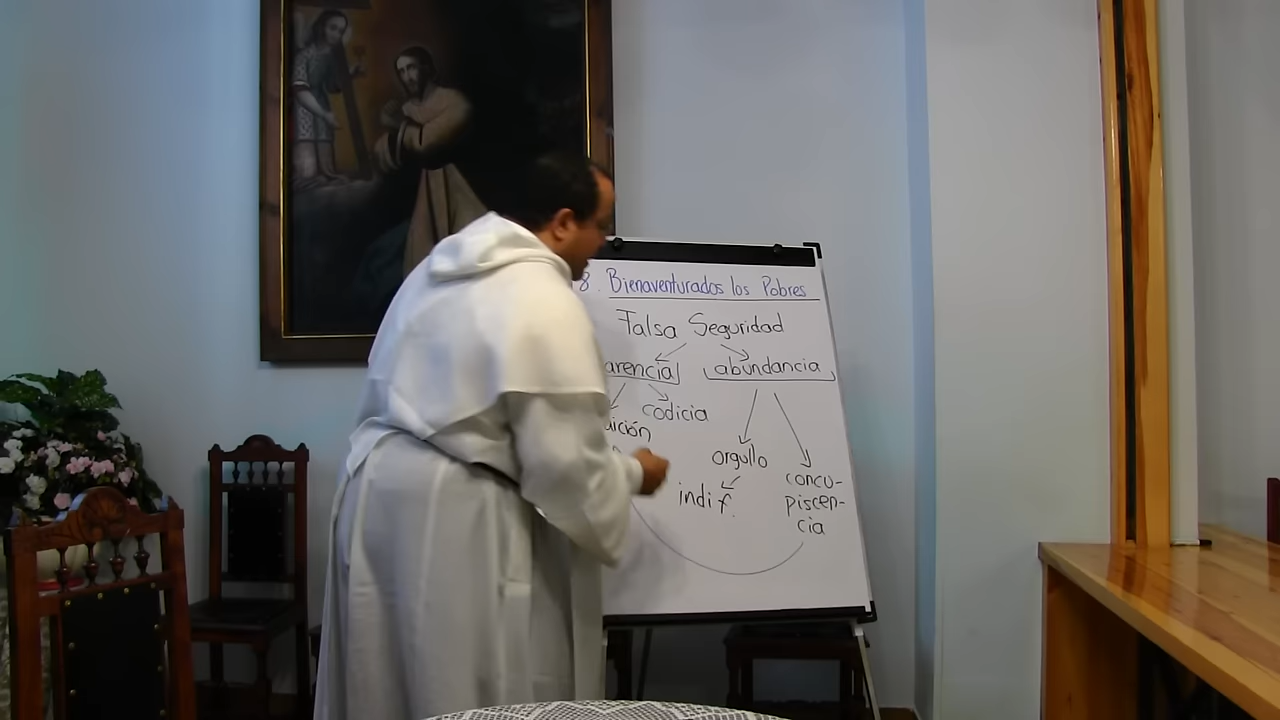 8. Bienaventurados los Pobres
Falsa Seguridad
arencia abundancia
codicia
ición
orgullo
indif.
concu-
piscen-
cia